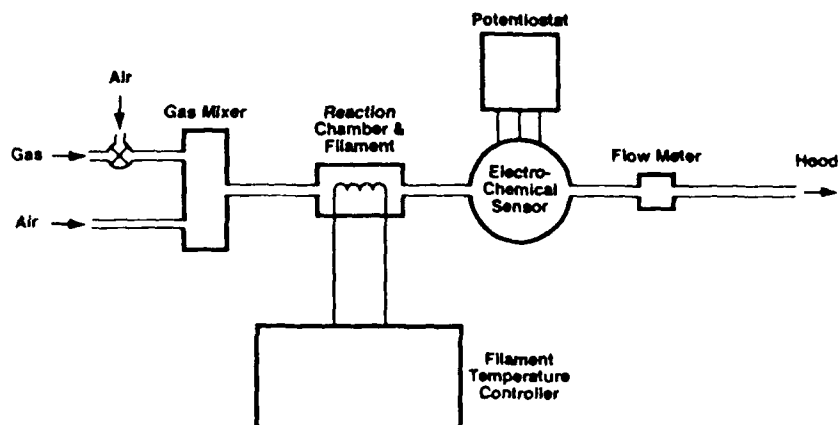 Potentiostat
Air
Gas Mixer
Reaction
Chamber &
Filament
Gas
Electro-
Chemical
Sensor
Flow Meter
Hood
Air
Filament
Temperature
Controller